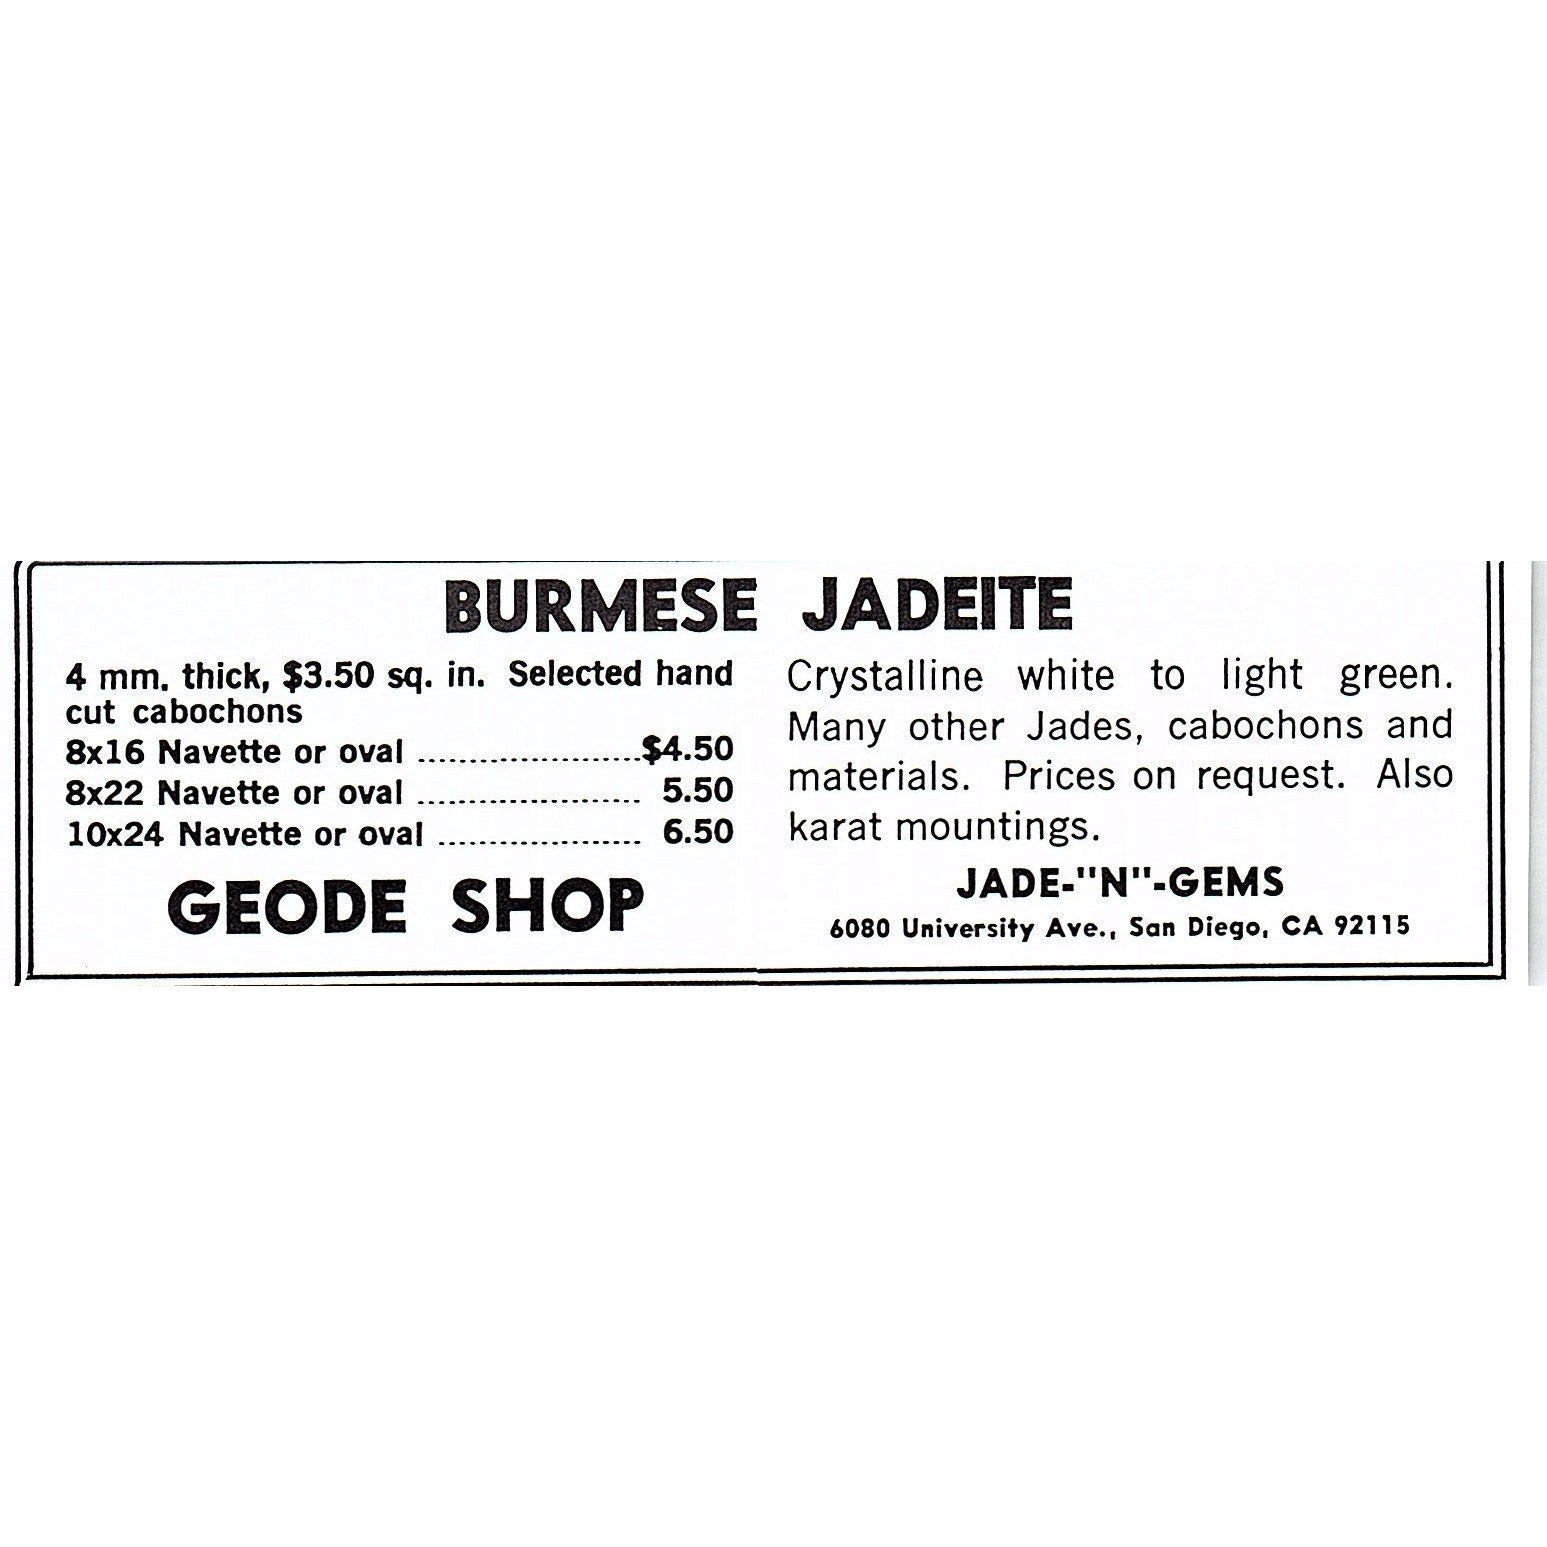 BURMESE JADEITE
4 mm. thick, $3.50 sq. in. Selected hand
cut cabochons
8x16 Navette or oval ........................$4.50
8x22 Navette or oval ........................ 5.50
10x24 Navette or oval ...................... 6.50
GEODE SHOP
Crystalline white to light green.
Many other Jades, cabochons and
materials. Prices on request. Also
karat mountings.
JADE-"N"-GEMS
6080 University Ave., San Diego, CA 92115